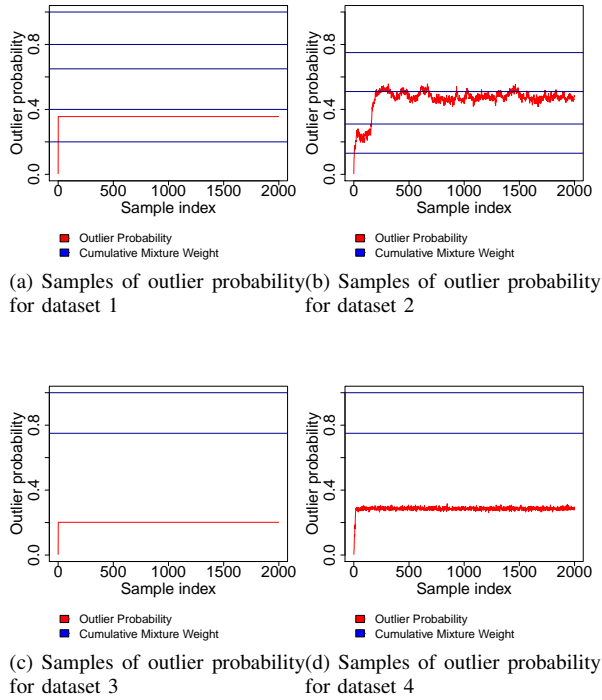 Outlier probability
0.0 0.4 0.8
0 500 1000 1500 2000
Sample index
Outlier Probability
Cumulative Mixture Weight
(a) Samples of outlier probability
for dataset 1
Outlier probability
0.0 0.4 0.8
0 500 1000 1500 2000
Sample index
Outlier Probability
Cumulative Mixture Weight
(b) Samples of outlier probability
for dataset 2
Outlier probability
0.0 0.4 0.8
0 500 1000 1500 2000
Sample index
Outlier Probability
Cumulative Mixture Weight
(c) Samples of outlier probability
for dataset 3
Outlier probability
0.0 0.4 0.8
0 500 1000 1500 2000
Sample index
Outlier Probability
Cumulative Mixture Weight
(d) Samples of outlier probability
for dataset 4